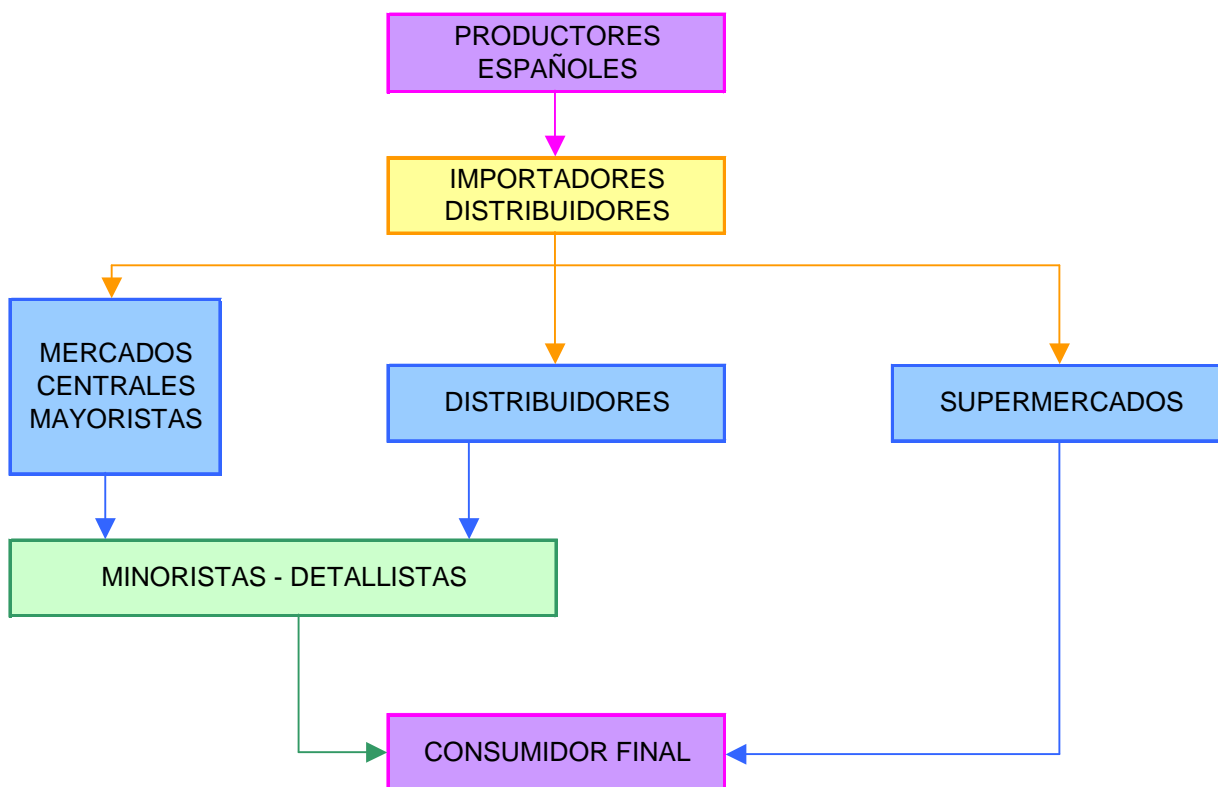 PRODUCTORES
ESPAÑOLES
IMPORTADORES
DISTRIBUIDORES
MERCADOS
CENTRALES
MAYORISTAS
DISTRIBUIDORES
SUPERMERCADOS
MINORISTAS - DETALLISTAS
CONSUMIDOR FINAL